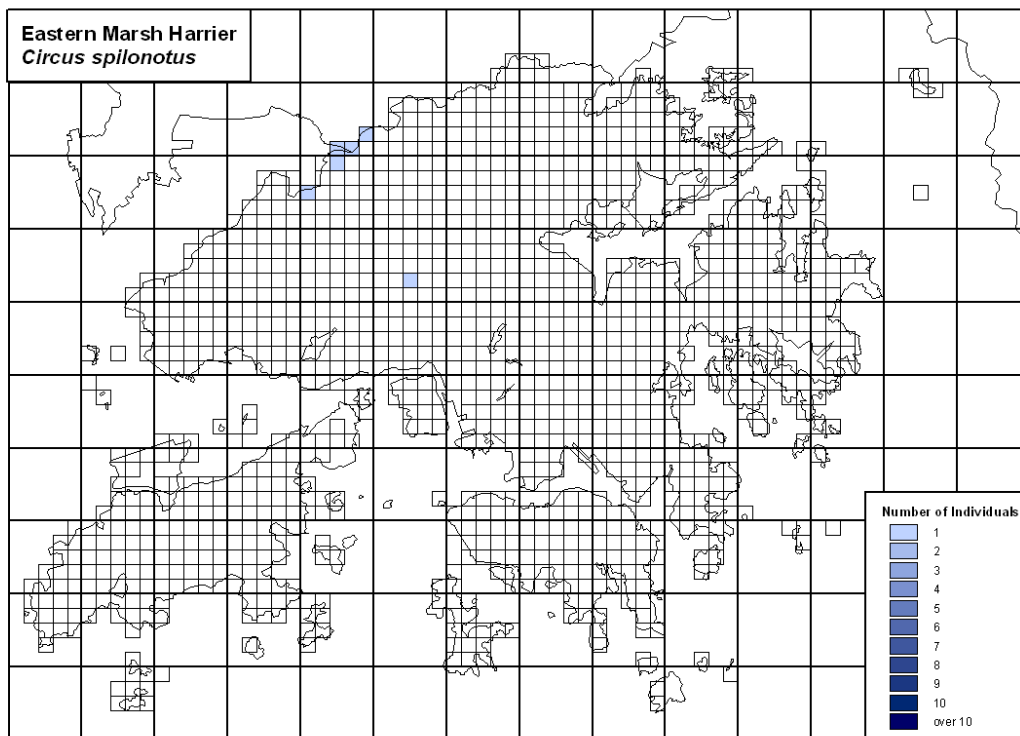 Eastern Marsh Harrier
Circus spilonotus
Number of Individuals
1
2
3
4
5
6
7
8
9
10
over 10